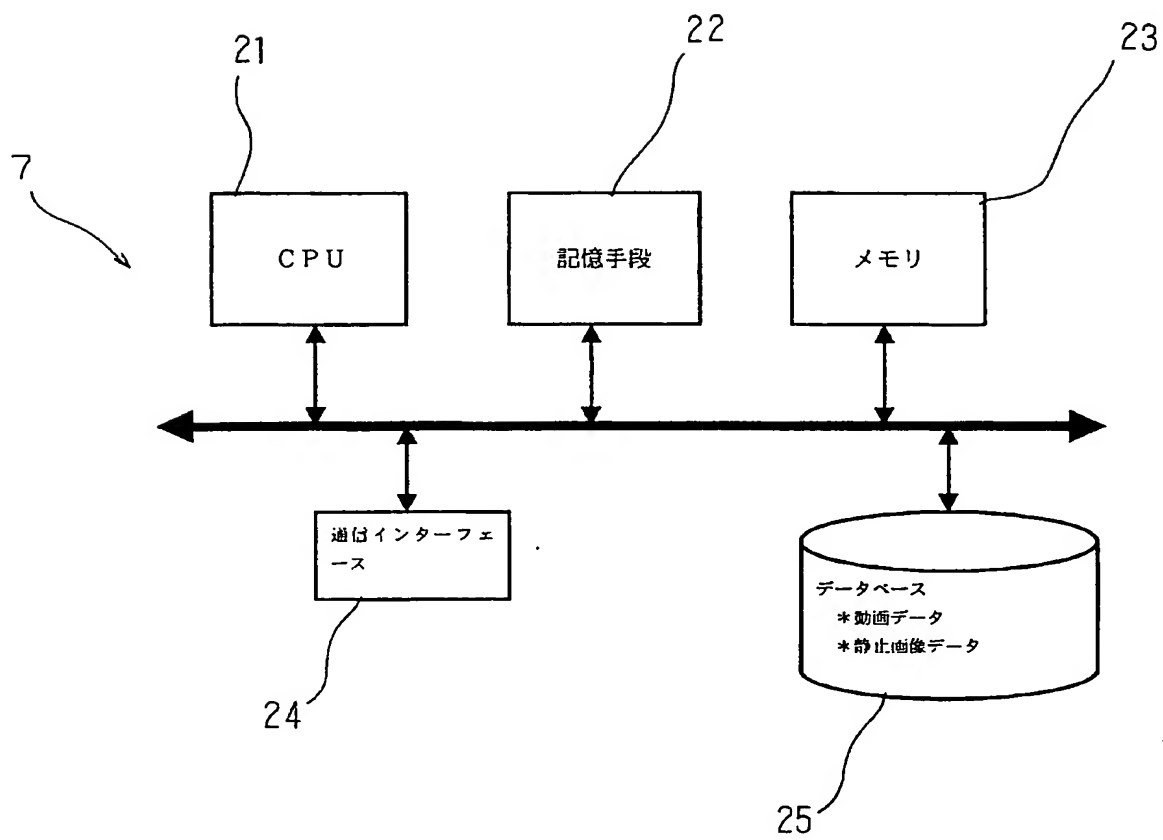 21
22
23
7
ＣＰＵ
記憶手段
メモリ
通信インターフェ
ース
データベース
＊動画データ
＊静止画像データ
24
25